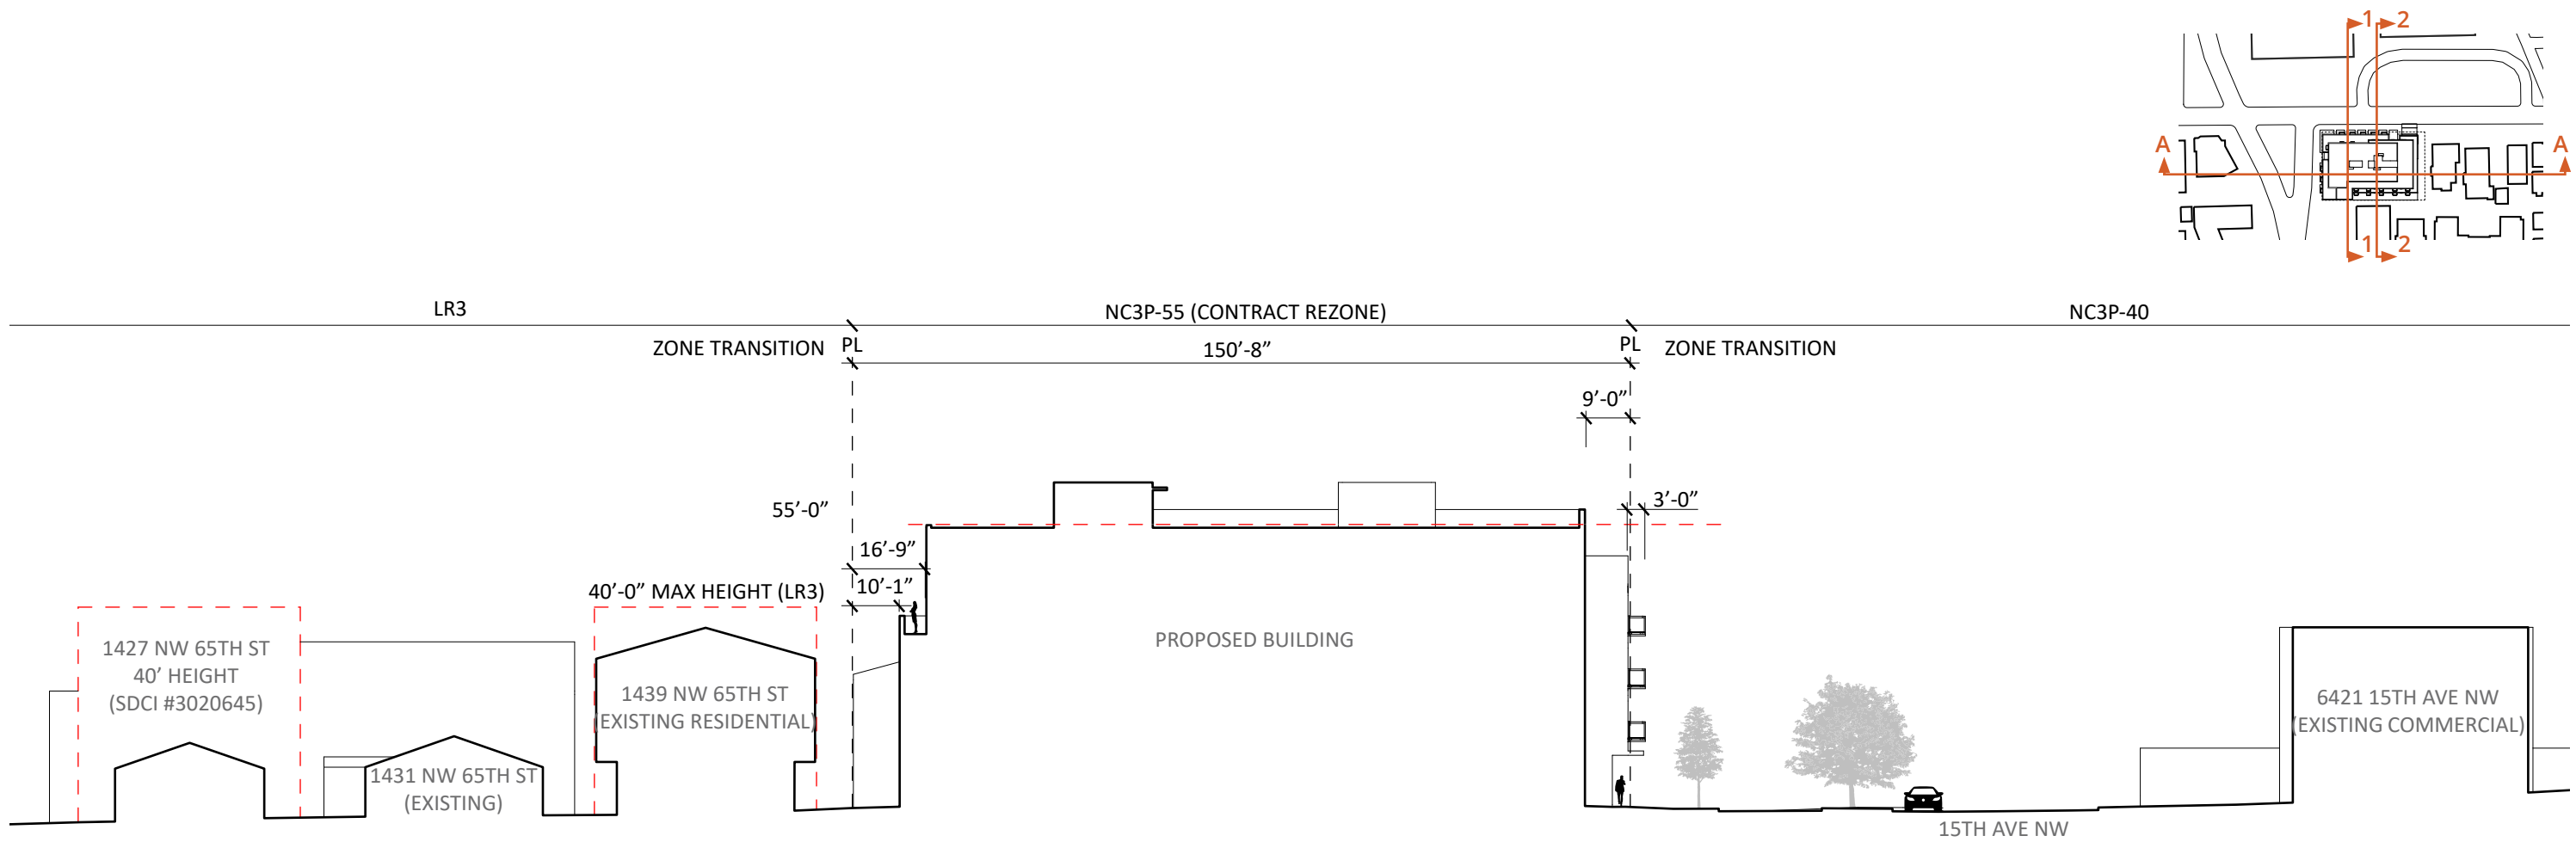 1 2
A A
1 2
LR3 NC3P-55 (CONTRACT REZONE) NC3P-40
ZONE TRANSITION PL 150’-8” PL ZONE TRANSITION
9’-0”
55’-0” 3’-0”
16’-9”
40’-0” MAX HEIGHT (LR3) 10’-1”
1427 NW 65TH ST
40’ HEIGHT
(SDCI #3020645)
1431 NW 65TH ST
(EXISTING)
1439 NW 65TH ST
(EXISTING RESIDENTIAL)
PROPOSED BUILDING
6421 15TH AVE NW
(EXISTING COMMERCIAL)
15TH AVE NW